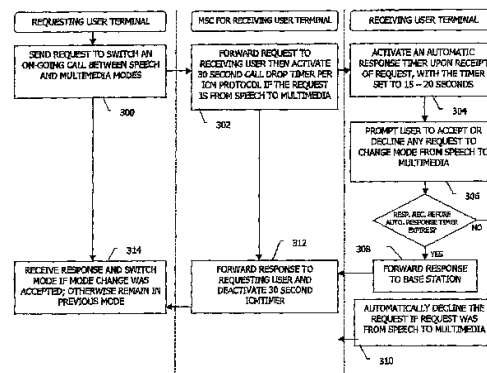 REQUESTING USER TERMINAL
MSC FOR RECEIVING USER TERMINAL
RECEIVING USER TERMINAL
SEND REQUEST TO SWITCH AN
ON-GOING CALL BETWEEN SPEECH
AND MULTIMEDIA MODES
300
FORWARD REQUEST TO
RECEIVING USER THEN ACTIVATE
30 SECOND CALL DROP TIMER PER
ICM PROTOCOL IF THE REQUEST
IS FROM SPEECH TO MULTIMEDIA
302
ACTIVATE AN AUTOMATIC
RESPONSE TIMER UPON RECEIPT
OF REQUEST, WITH THE TIMER
SET TO 15 – 20 SECONDS
304
PROMPT USER TO ACCEPT OR
DECLINE ANY REQUEST TO
CHANGE MODE FROM SPEECH TO
MULTIMEDIA
306
RESP. REC. BEFORE
AUTO. RESPONSE TIMER
EXPIRES?
NO
YES
308
FORWARD RESPONSE
TO BASE STATION
312
FORWARD RESPONSE TO
REQUESTING USER AND
DEACTIVATE 30 SECOND
ICMTIMER
314
RECEIVE RESPONSE AND SWITCH
MODE IF MODE CHANGE WAS
ACCEPTED; OTHERWISE REMAIN IN
PREVIOUS MODE
AUTOMATICALLY DECLINE THE
REQUEST IF REQUEST WAS
FROM SPEECH TO MULTIMEDIA
310